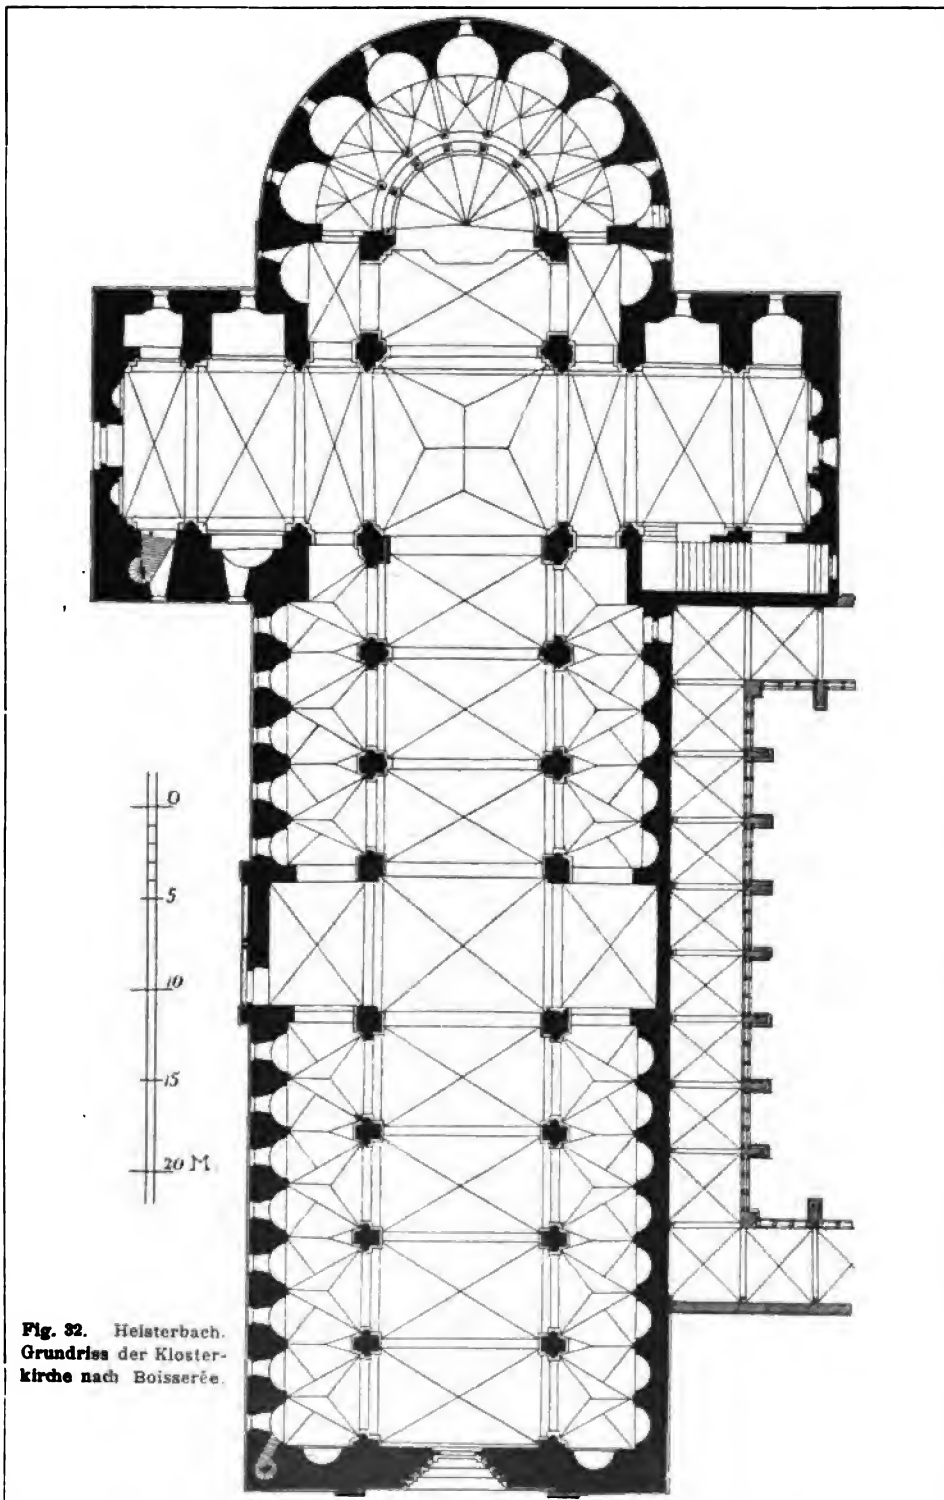 0
5
10
15
20 M
Fig. 32. Heisterbach.
Grundriss der Kloster-
kirche nach Boisserée.